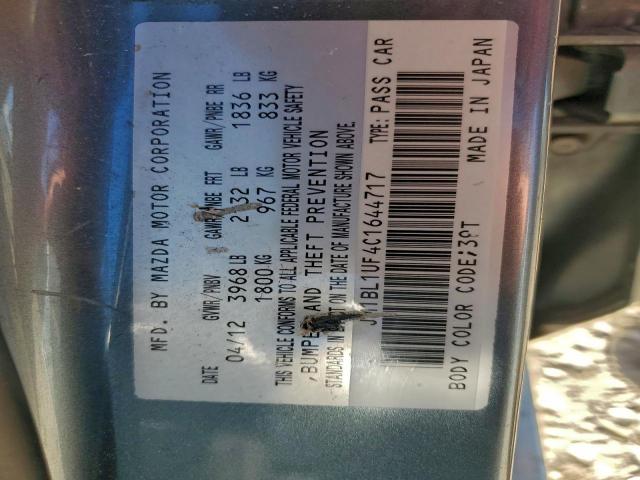 MFD. BY MAZDA MOTOR CORPORATION
DATE GVWR/PNBV GAWR/PNBE FRT GAWR/PNBE RR
04/12 3968 LB 2132 LB 1836 LB
1800 KG 967 KG 833 KG
THIS VEHICLE CONFORMS TO ALL APPLICABLE FEDERAL MOTOR VEHICLE SAFETY
, BUMPER AND THEFT PREVENTION
STANDARDS IN EFFECT ON THE DATE OF MANUFACTURE SHOWN ABOVE.
JM1BL1UF4C1644717 TYPE: PASS CAR
BODY COLOR CODE: MADE IN JAPAN